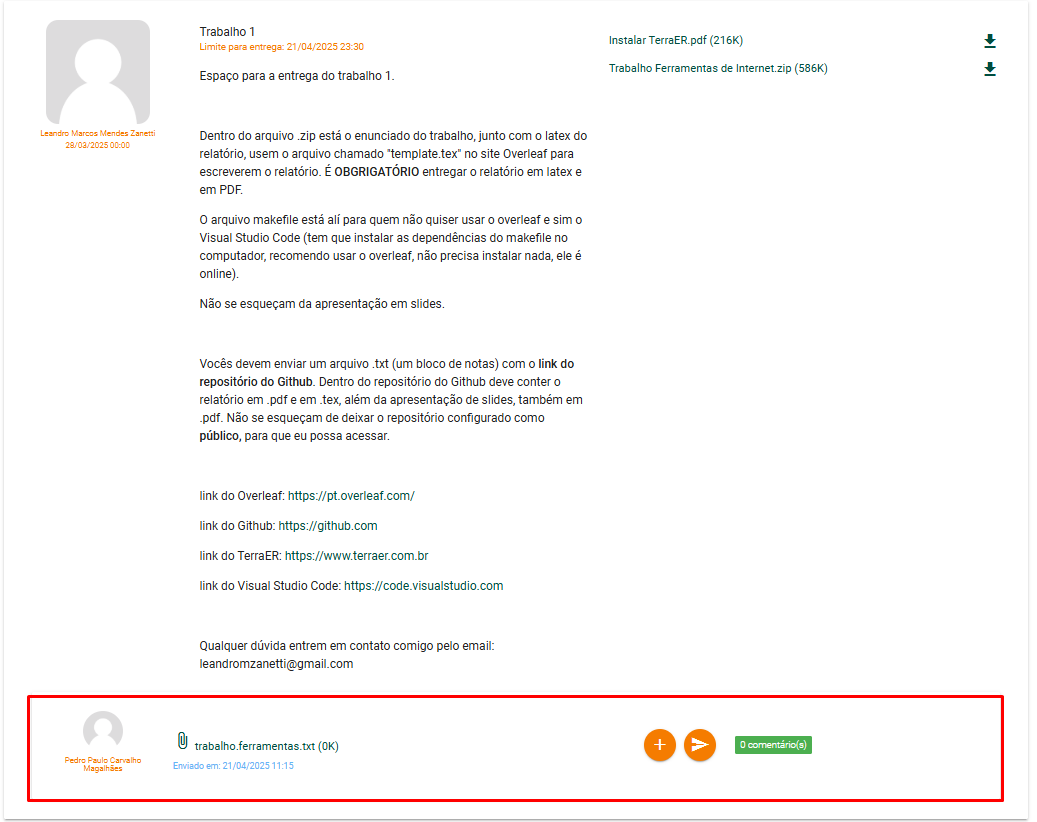 Trabalho 1
Limite para entrega: 21/04/2025 23:30
Instalar TerraER.pdf (216K)
Trabalho Ferramentas de Internet.zip (586K)
Leandro Marcos Mendes Zanetti
28/03/2025 00:00
Espaço para a entrega do trabalho 1.
Dentro do arquivo .zip está o enunciado do trabalho, junto com o latex do
relatório, usem o arquivo chamado "template.tex" no site Overleaf para
escreverem o relatório. É OBGRIGATÓRIO entregar o relatório em latex e
em PDF.
O arquivo makefile está alí para quem não quiser usar o overleaf e sim o
Visual Studio Code (tem que instalar as dependências do makefile no
computador, recomendo usar o overleaf, não precisa instalar nada, ele é
online).
Não se esqueçam da apresentação em slides.
Vocês devem enviar um arquivo .txt (um bloco de notas) com o link do
repositório do Github. Dentro do repositório do Github deve conter o
relatório em .pdf e em .tex, além da apresentação de slides, também em
.pdf. Não se esqueçam de deixar o repositório configurado como
público, para que eu possa acessar.
link do Overleaf: https://pt.overleaf.com/
link do Github: https://github.com
link do TerraER: https://www.terraer.com.br
link do Visual Studio Code: https://code.visualstudio.com
Qualquer dúvida entrem em contato comigo pelo email:
leandromzanetti@gmail.com
Pedro Paulo Carvalho
Magalhães
trabalho.ferramentas.txt (0K)
Enviado em: 21/04/2025 11:15
0 comentário(s)